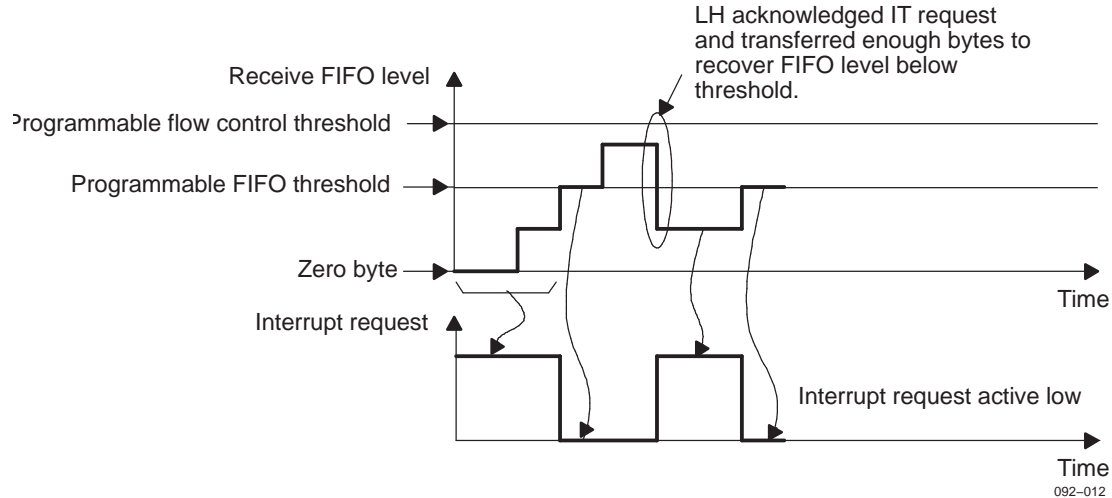 LH acknowledged IT request
and transferred enough bytes to
recover FIFO level below
threshold.
Receive FIFO level
Programmable flow control threshold
Programmable FIFO threshold
Zero byte
Time
Interrupt request
Interrupt request active low
Time
092–012